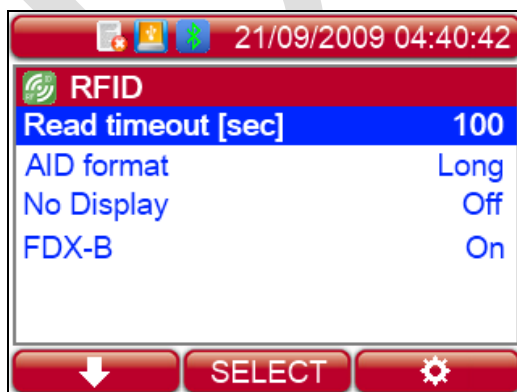 21/09/2009 04:40:42
RFID
Read timeout [sec] 100
AID format Long
No Display Off
FDX-B On
SELECT